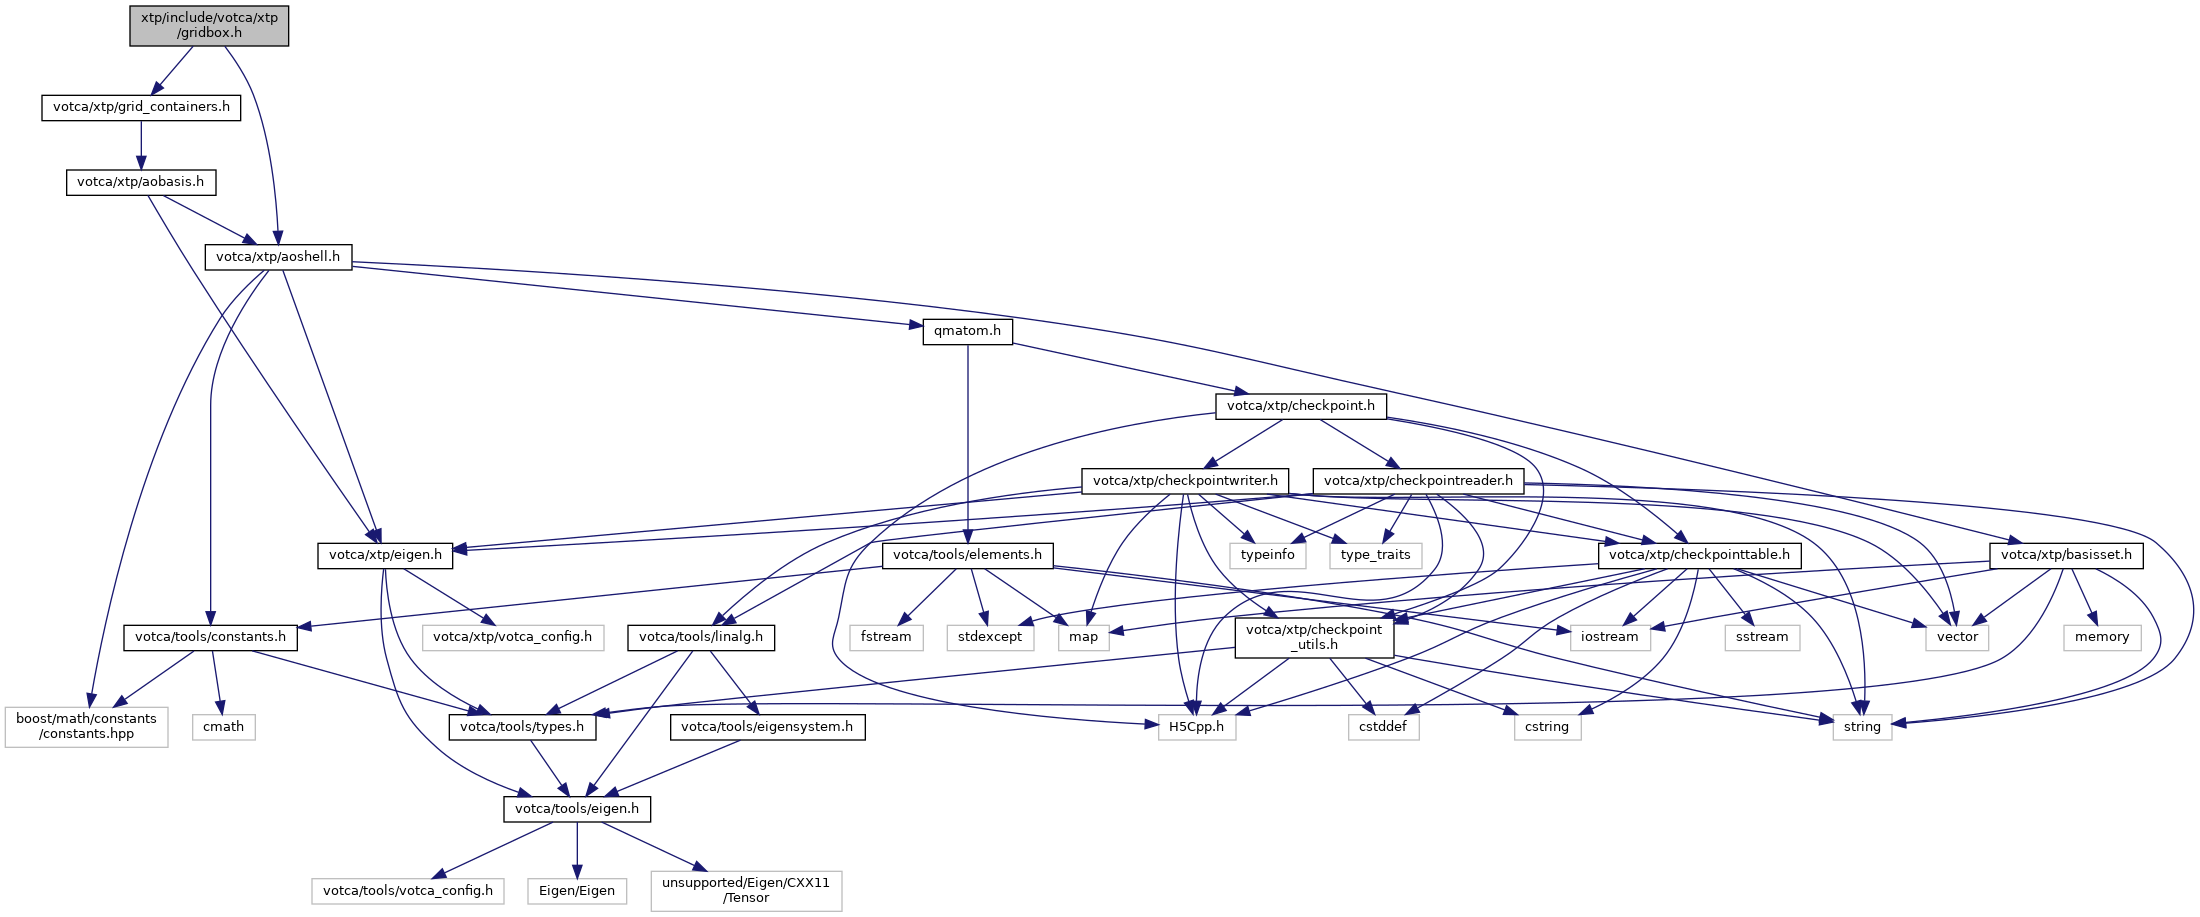 xtp/include/votca/xtp
/gridbox.h
votca/xtp/grid_containers.h
votca/xtp/aobasis.h
votca/xtp/aoshell.h
qmatom.h
votca/xtp/checkpoint.h
votca/xtp/checkpointwriter.h
votca/xtp/checkpointreader.h
votca/xtp/eigen.h
votca/tools/elements.h
typeinfo
type_traits
votca/xtp/checkpointtable.h
votca/xtp/basisset.h
votca/tools/constants.h
votca/xtp/votca_config.h
votca/tools/linalg.h
fstream
stdexcept
map
votca/xtp/checkpoint
_utils.h
iostream
sstream
vector
memory
boost/math/constants
/constants.hpp
cmath
votca/tools/types.h
votca/tools/eigensystem.h
H5Cpp.h
cstddef
cstring
string
votca/tools/eigen.h
votca/tools/votca_config.h
Eigen/Eigen
unsupported/Eigen/CXX11
/Tensor